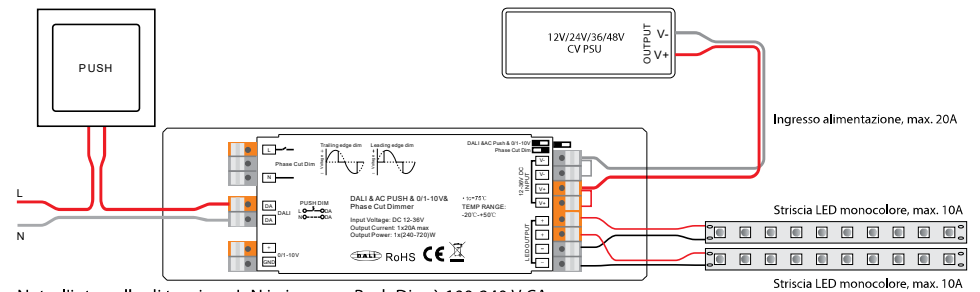 PUSH
12V/24V/36/48V
CV PSU
OUTPUT
V-
V+
Ingresso alimentazione, max. 20A
L
N
L
N
Phase Cut Dim
Trailing edge dim
Leading edge dim
DALI &AC Push & 0/1-10V
Phase Cut Dim
DA
DA
DALI
PUSH DIM
L DA
N DA
+
GND
0/1-10V
DALI & AC PUSH & 0/1-10V&
Phase Cut Dimmer
Input Voltage: DC 12-36V
Output Current: 1x20A max
Output Power: 1x(240-720)W
TEMP RANGE:
-20℃-+50℃
DALI
RoHS
CE
V-
V-
V+
V+
12-36V DC
INPUT
+
+
−
−
LED OUTPUT
Striscia LED monocolore, max. 10A
Striscia LED monocolore, max. 10A